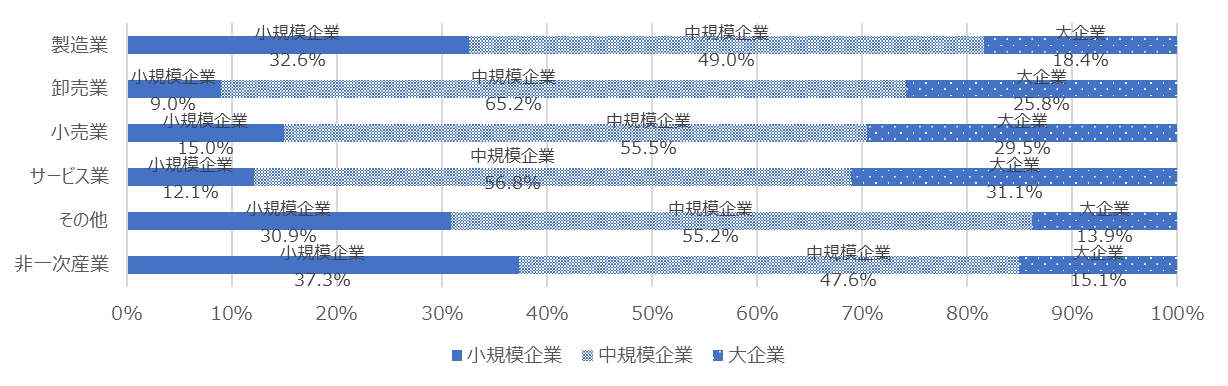 製造業
小規模企業 中規模企業 大企業
32.6% 49.0% 18.4%
卸売業
小規模企業 中規模企業 大企業
9.0% 65.2% 25.8%
小売業
小規模企業 中規模企業 大企業
15.0% 55.5% 29.5%
サービス業
小規模企業 中規模企業 大企業
12.1% 56.8% 31.1%
その他
小規模企業 中規模企業 大企業
30.9% 55.2% 13.9%
非一次産業
小規模企業 中規模企業 大企業
37.3% 47.6% 15.1%
0% 10% 20% 30% 40% 50% 60% 70% 80% 90% 100%
小規模企業 中規模企業 大企業